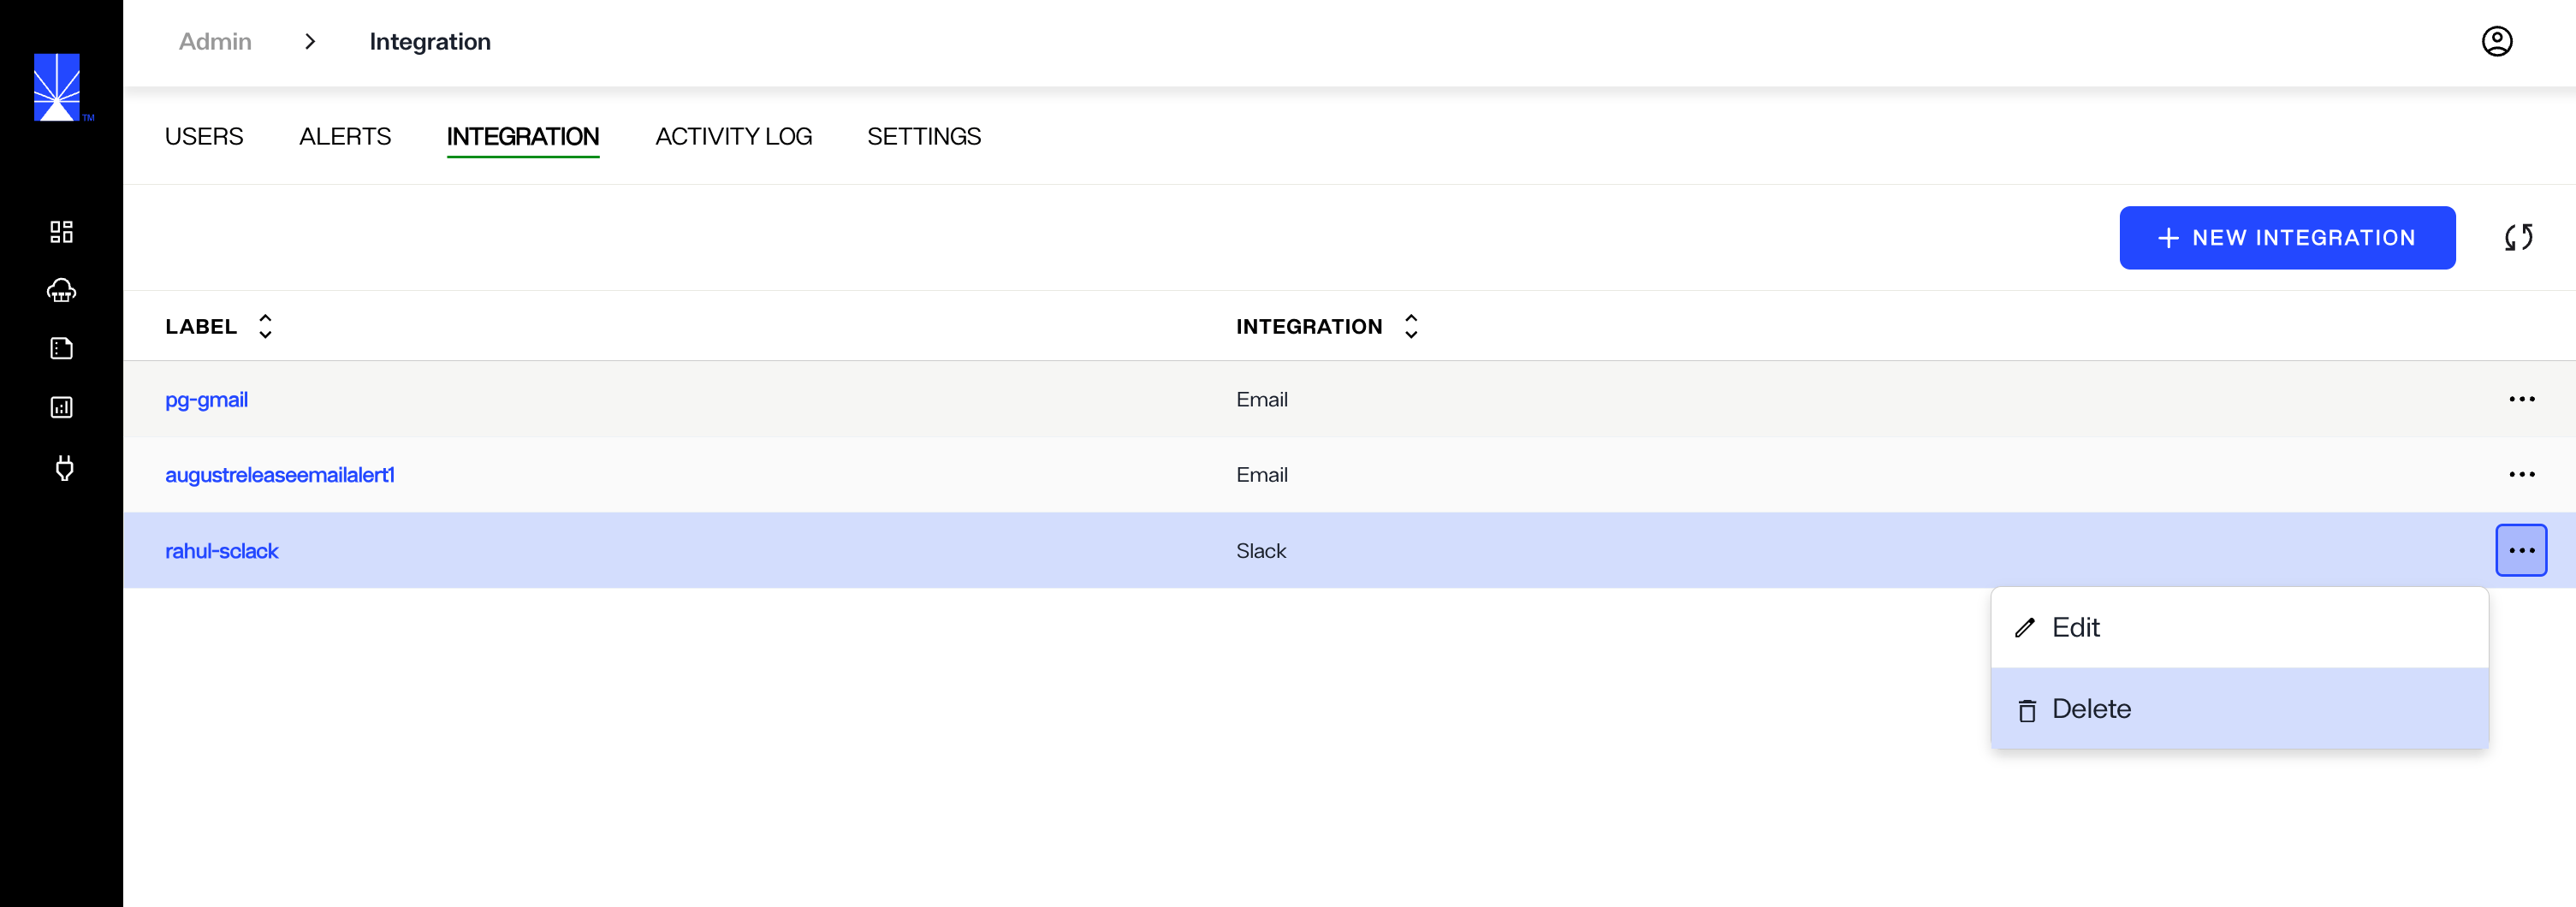 Admin > Integration
TM
USERS ALERTS INTEGRATION ACTIVITY LOG SETTINGS
+ NEW INTEGRATION
LABEL INTEGRATION
pg-gmail Email
augustreleaseemailalert1 Email
rahul-sclack Slack
Edit
Delete